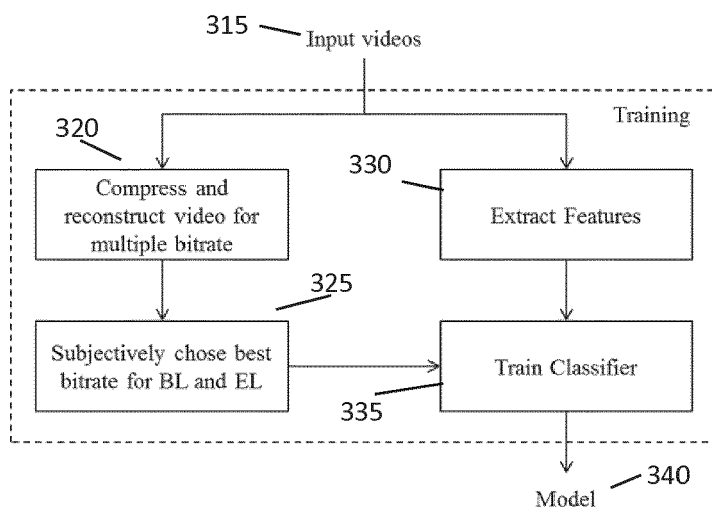 315
Input videos
Training
320
Compress and
reconstruct video for
multiple bitrate
330
Extract Features
325
Subjectively chose best
bitrate for BL and EL
Train Classifier
335
340
Model